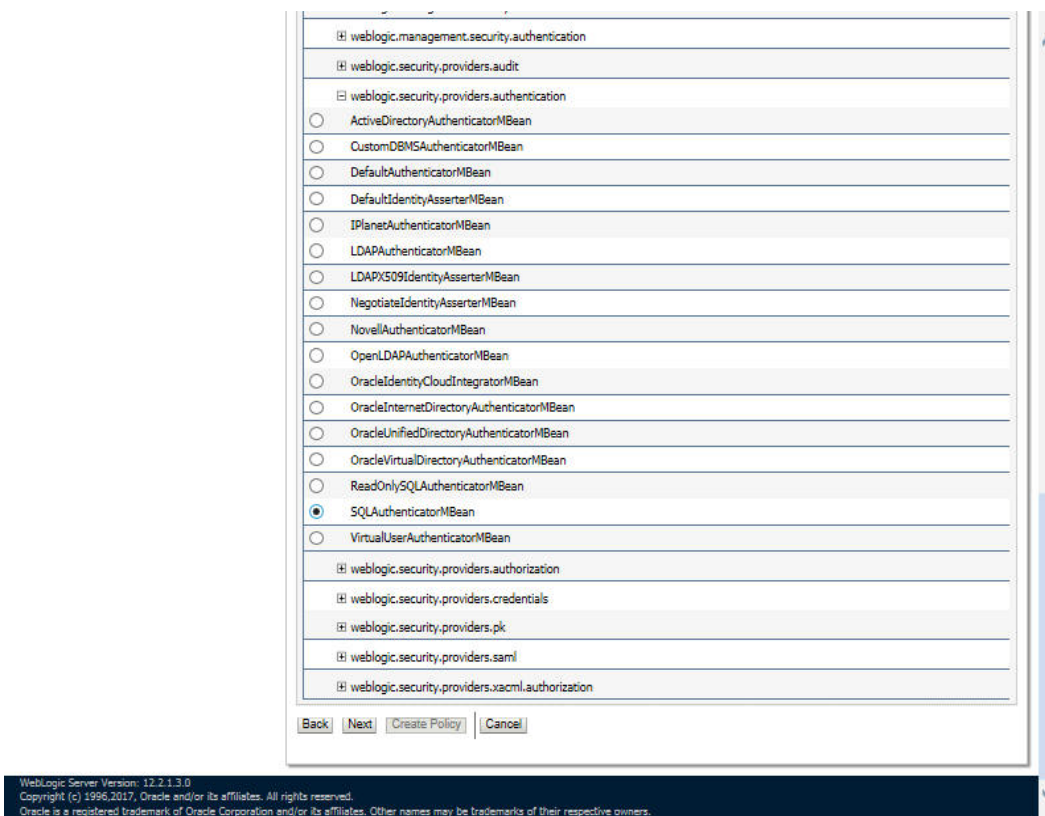 weblogic.management.security.authentication
weblogic.security.providers.audit
weblogic.security.providers.authentication
ActiveDirectoryAuthenticatorMBean
CustomDBMSAuthenticatorMBean
DefaultAuthenticatorMBean
DefaultIdentityAsserterMBean
IPlanetAuthenticatorMBean
LDAPAuthenticatorMBean
LDAPX509IdentityAsserterMBean
NegotiateIdentityAsserterMBean
NovellAuthenticatorMBean
OpenLDAPAuthenticatorMBean
OracleIdentityCloudIntegratorMBean
OracleInternetDirectoryAuthenticatorMBean
OracleUnifiedDirectoryAuthenticatorMBean
OracleVirtualDirectoryAuthenticatorMBean
ReadOnlySQLAuthenticatorMBean
SQLAuthenticatorMBean
VirtualUserAuthenticatorMBean
weblogic.security.providers.authorization
weblogic.security.providers.credentials
weblogic.security.providers.pk
weblogic.security.providers.saml
weblogic.security.providers.xacml.authorization
Back Next Create Policy Cancel
WebLogic Server Version: 12.2.1.3.0
Copyright (c) 1996,2017, Oracle and/or its affiliates. All rights reserved.
Oracle is a registered trademark of Oracle Corporation and/or its affiliates. Other names may be trademarks of their respective owners.